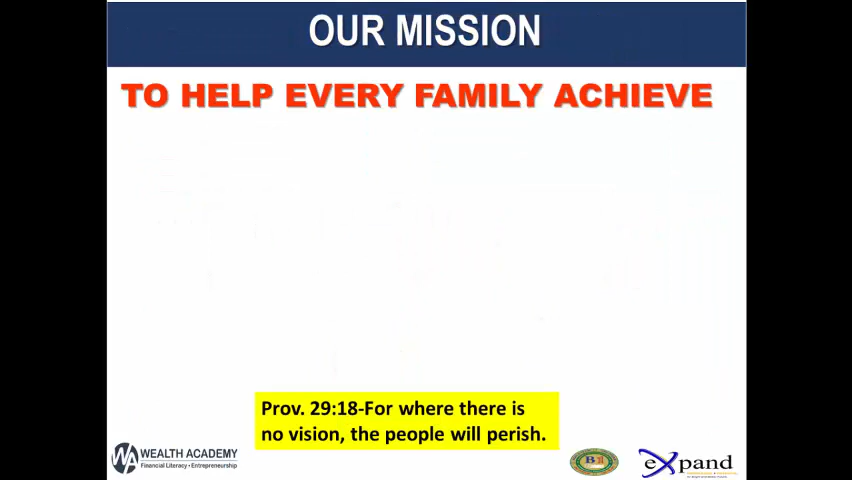 OUR MISSION
TO HELP EVERY FAMILY ACHIEVE
Prov. 29:18-For where there is
no vision, the people will perish.
WA WEALTH ACADEMY
Financial Literacy • Entrepreneurship
B
expand